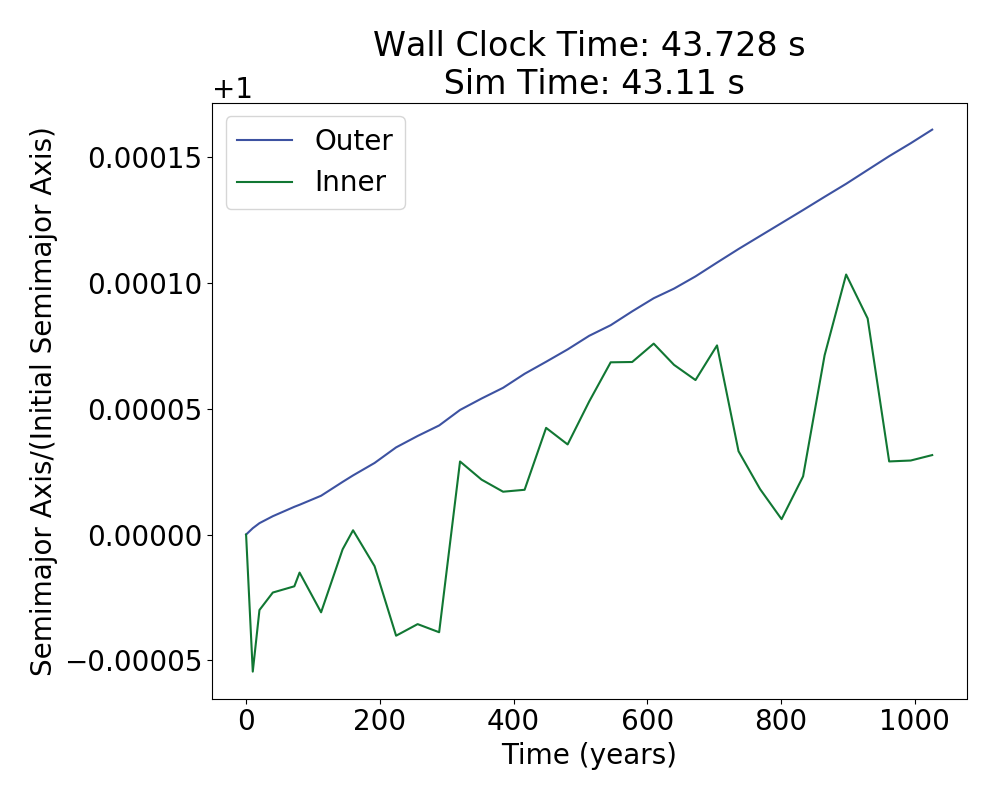 Wall Clock Time: 43.728 s
Sim Time: 43.11 s
+1
Outer
Inner
0.00015
0.00010
0.00005
0.00000
−0.00005
Semimajor Axis/(Initial Semimajor Axis)
0 200 400 600 800 1000
Time (years)